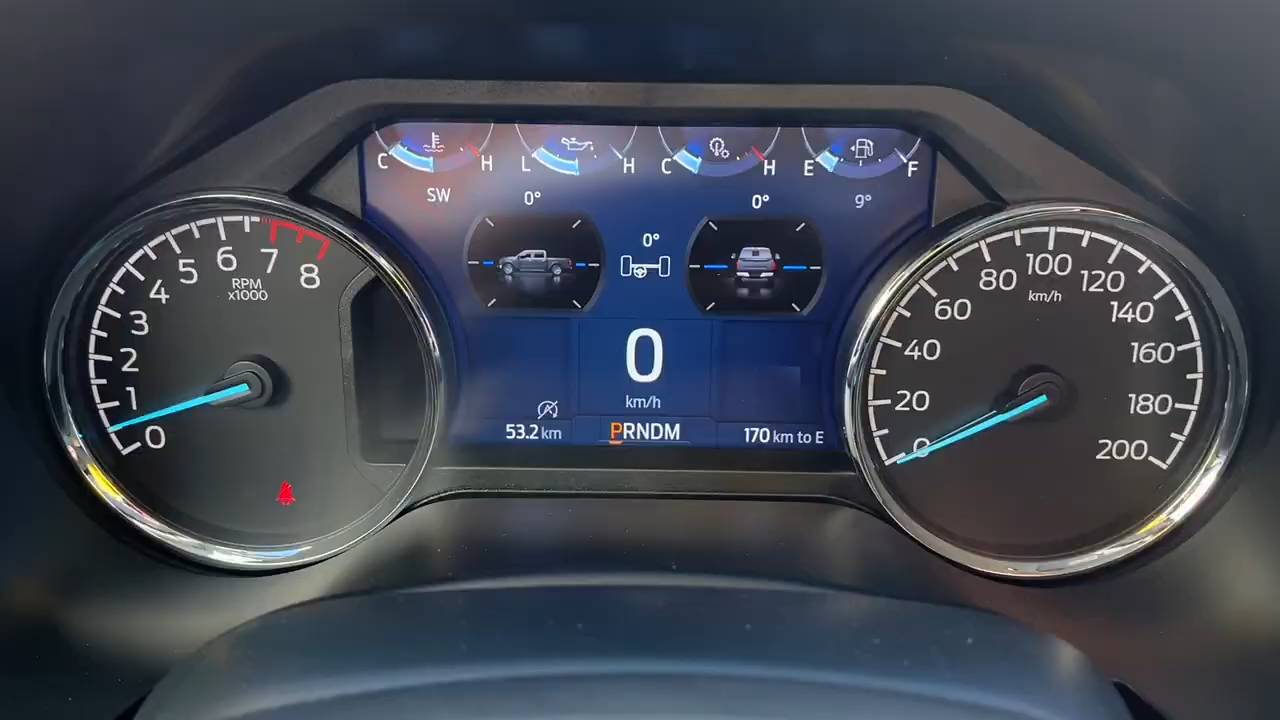 C H L H C H E F
SW 0° 0° 9°
0°
0 1 2 3 4 5 6 7 8
RPM
x1000
0
km/h
53.2 km
PRNDM
170 km to E
0 20 40 60 80 100 120 140 160 180 200
km/h